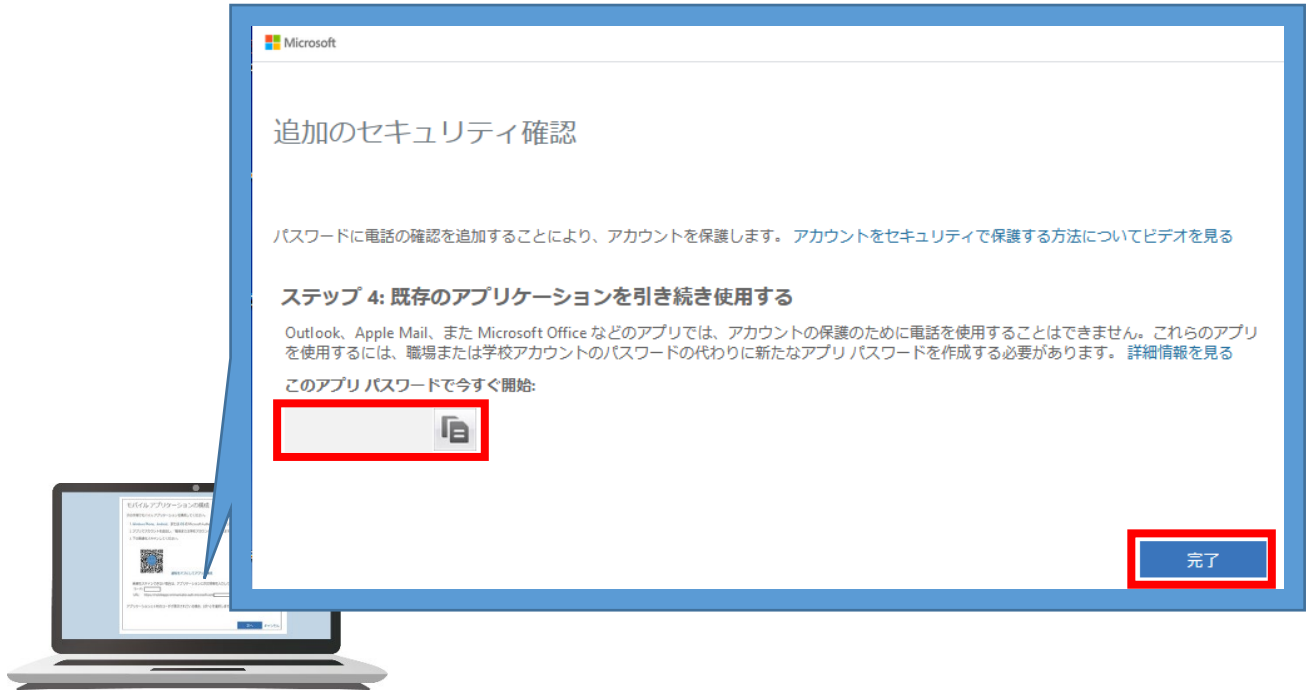 Microsoft
追加のセキュリティ確認
パスワードに電話の確認を追加することにより、アカウントを保護します。 アカウントをセキュリティで保護する方法についてビデオを見る
ステップ 4: 既存のアプリケーションを引き続き使用する
Outlook、Apple Mail、また Microsoft Office などのアプリでは、アカウントの保護のために電話を使用することはできません。これらのアプリ
を使用するには、職場または学校アカウントのパスワードの代わりに新たなアプリ パスワードを作成する必要があります。 詳細情報を見る
このアプリ パスワードで今すぐ開始:
完了
モバイル アプリケーションの構成